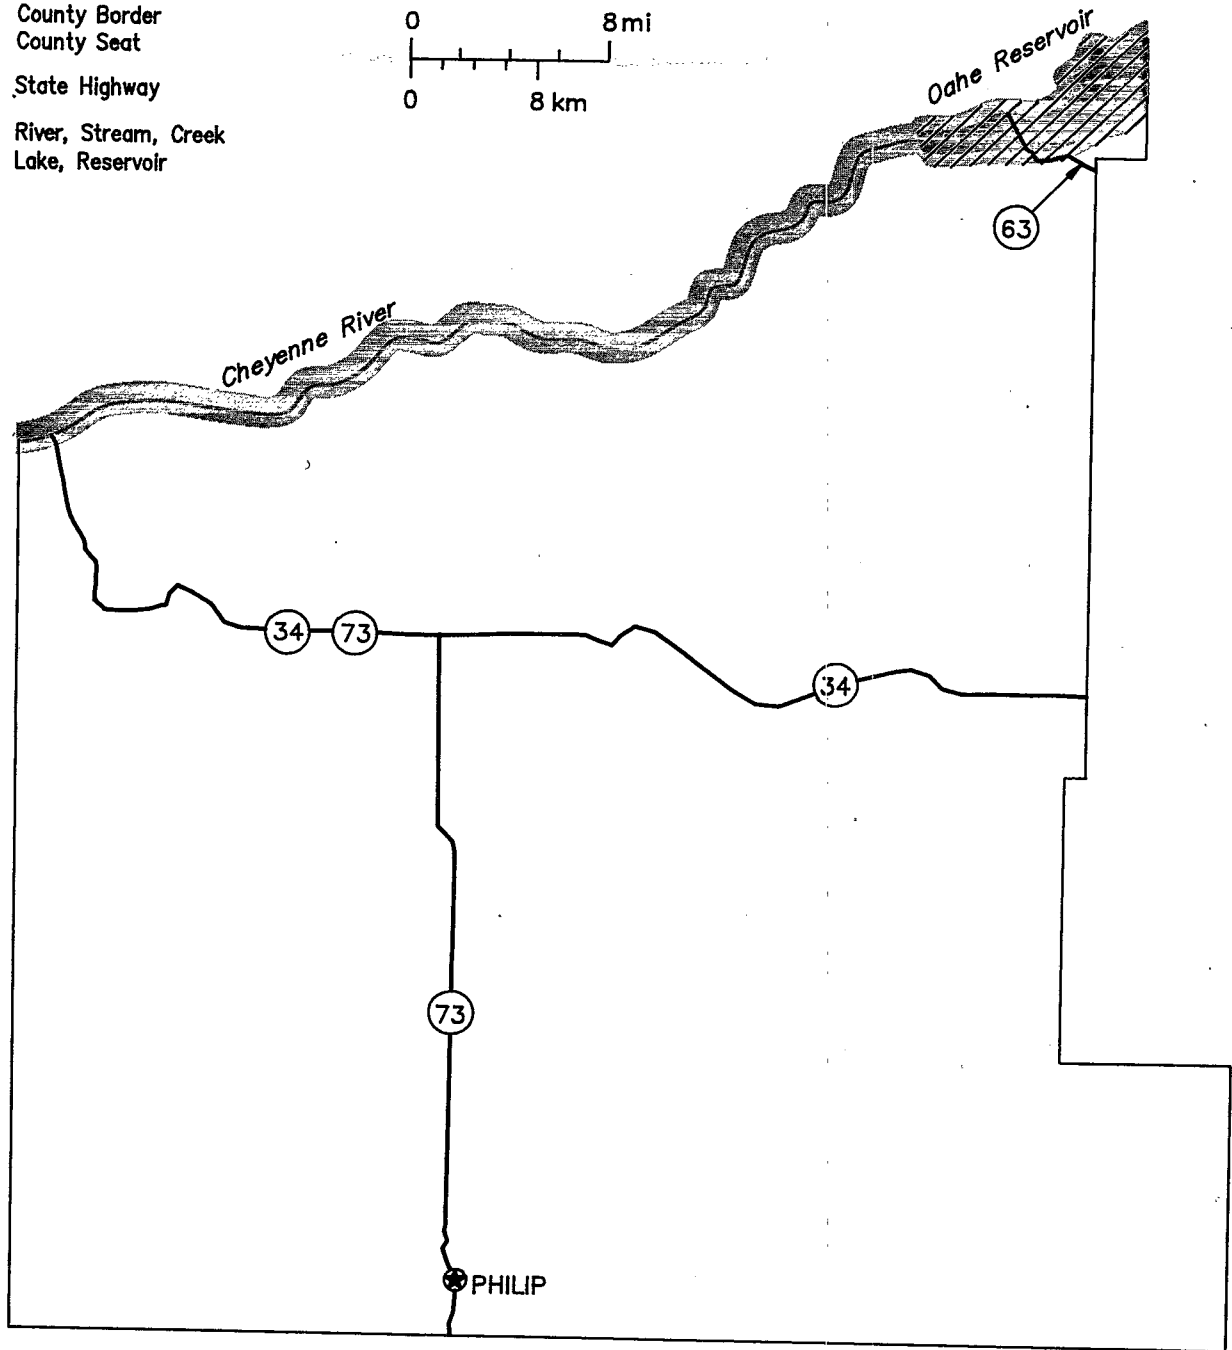 County Border
County Seat
State Highway
River, Stream, Creek
Lake, Reservoir
0 8 mi
0 8 km
Oahe Reservoir
63
Cheyenne River
34 73
34
73
PHILIP